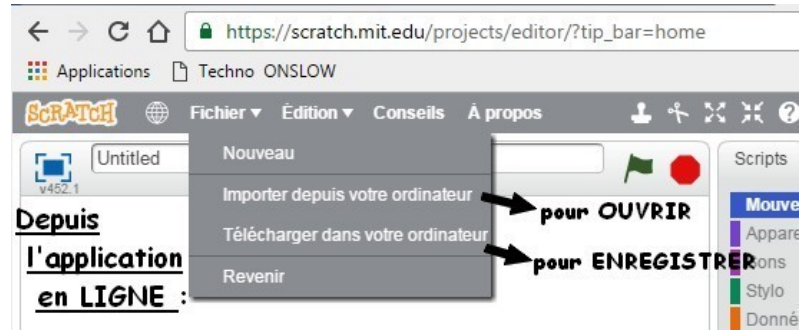 https://scratch.mit.edu/projects/editor/?tip_bar=home
Applications Techno ONSLOW
SCRATCH Fichier ▼ Édition ▼ Conseils À propos
Untitled
v452.1
Nouveau
Importer depuis votre ordinateur
pour OUVRIR
Télécharger dans votre ordinateur
pour ENREGISTRER
Revenir
Depuis
l'application
en LIGNE :
Scripts
Mouve
Appare
Sons
Stylo
Donné